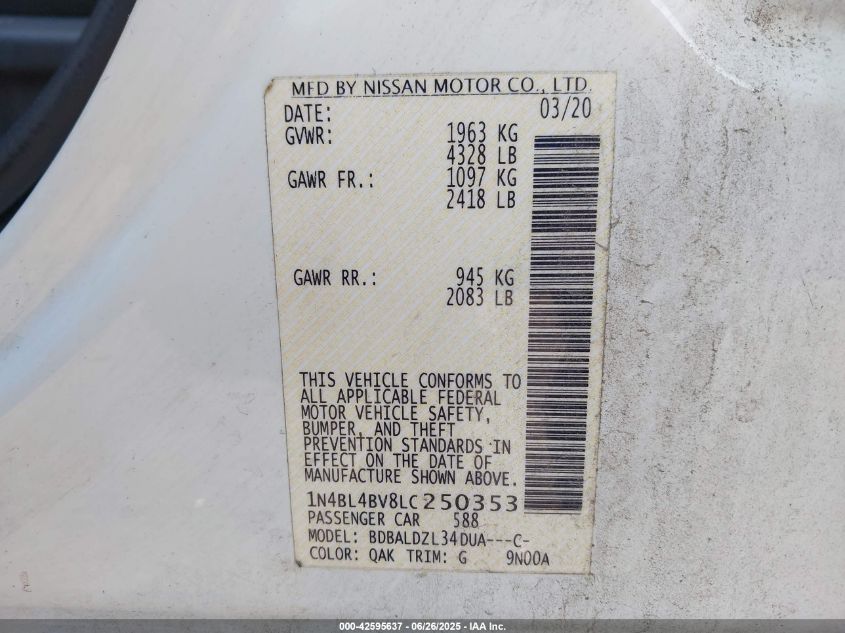 MFD BY NISSAN MOTOR CO., LTD.
DATE: 03/20
GVWR: 1963 KG
4328 LB
GAWR FR.: 1097 KG
2418 LB
GAWR RR.: 945 KG
2083 LB
THIS VEHICLE CONFORMS TO
ALL APPLICABLE FEDERAL
MOTOR VEHICLE SAFETY,
BUMPER, AND THEFT
PREVENTION STANDARDS IN
EFFECT ON THE DATE OF
MANUFACTURE SHOWN ABOVE.
1N4BL4BV8LC250353
PASSENGER CAR 588
MODEL: BDBALDZL34DUA---C-
COLOR: QAK TRIM: G 9N00A
000-42595637 - 06/26/2025 - IAA Inc.